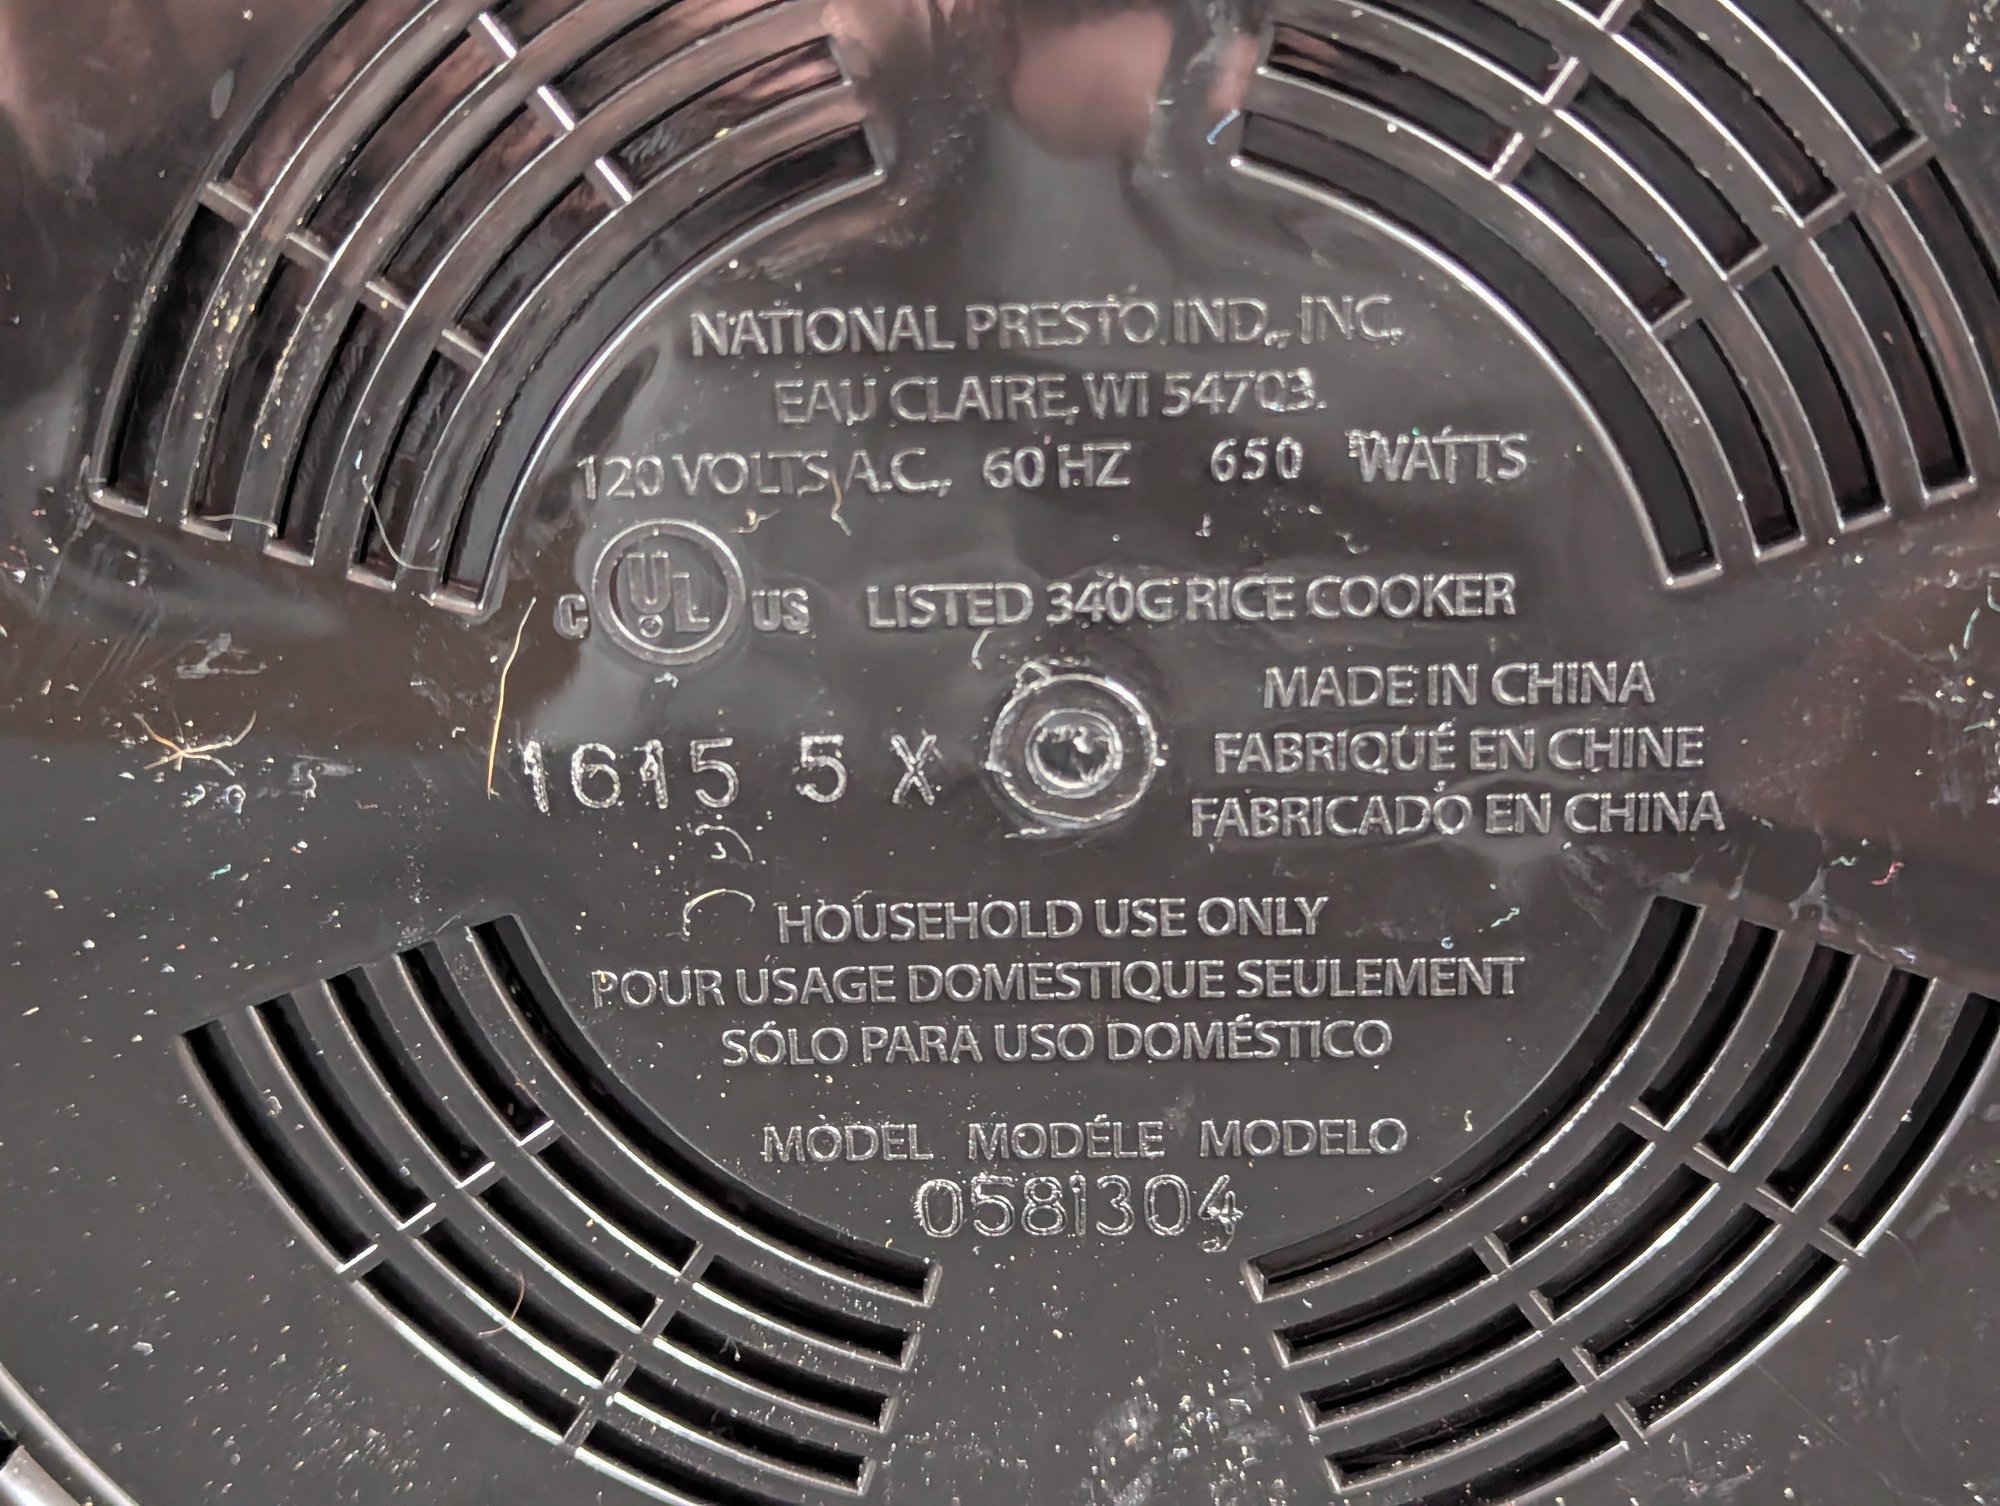 NATIONAL PRESTO IND., INC.
EAU CLAIRE, WI 54703
120 VOLTS A.C., 60 HZ 650 WATTS
C UL US LISTED 340G RICE COOKER
1615 5 X
MADE IN CHINA
FABRIQUÉ EN CHINE
FABRICADO EN CHINA
HOUSEHOLD USE ONLY
POUR USAGE DOMESTIQUE SEULEMENT
SÓLO PARA USO DOMÉSTICO
MODEL MODÉLE MODELO
0581304